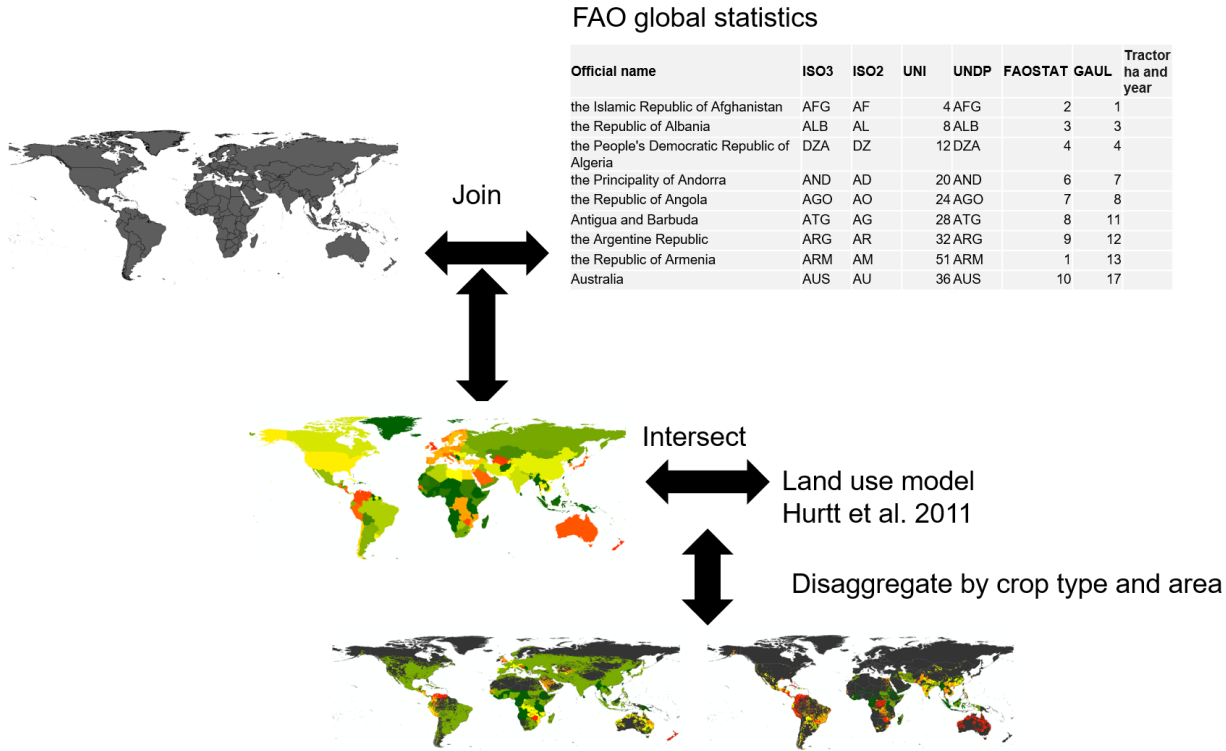 FAO global statistics
Official name ISO3 ISO2 UNI UNDP FAOSTAT GAUL Tractor ha and year
the Islamic Republic of Afghanistan AFG AF 4 AFG 2 1
the Republic of Albania ALB AL 8 ALB 3 3
the People's Democratic Republic of
Algeria DZA DZ 12 DZA 4 4
the Principality of Andorra AND AD 20 AND 6 7
the Republic of Angola AGO AO 24 AGO 7 8
Antigua and Barbuda ATG AG 28 ATG 8 11
the Argentine Republic ARG AR 32 ARG 9 12
the Republic of Armenia ARM AM 51 ARM 1 13
Australia AUS AU 36 AUS 10 17
Join
Intersect
Land use model
Hurtt et al. 2011
Disaggregate by crop type and area